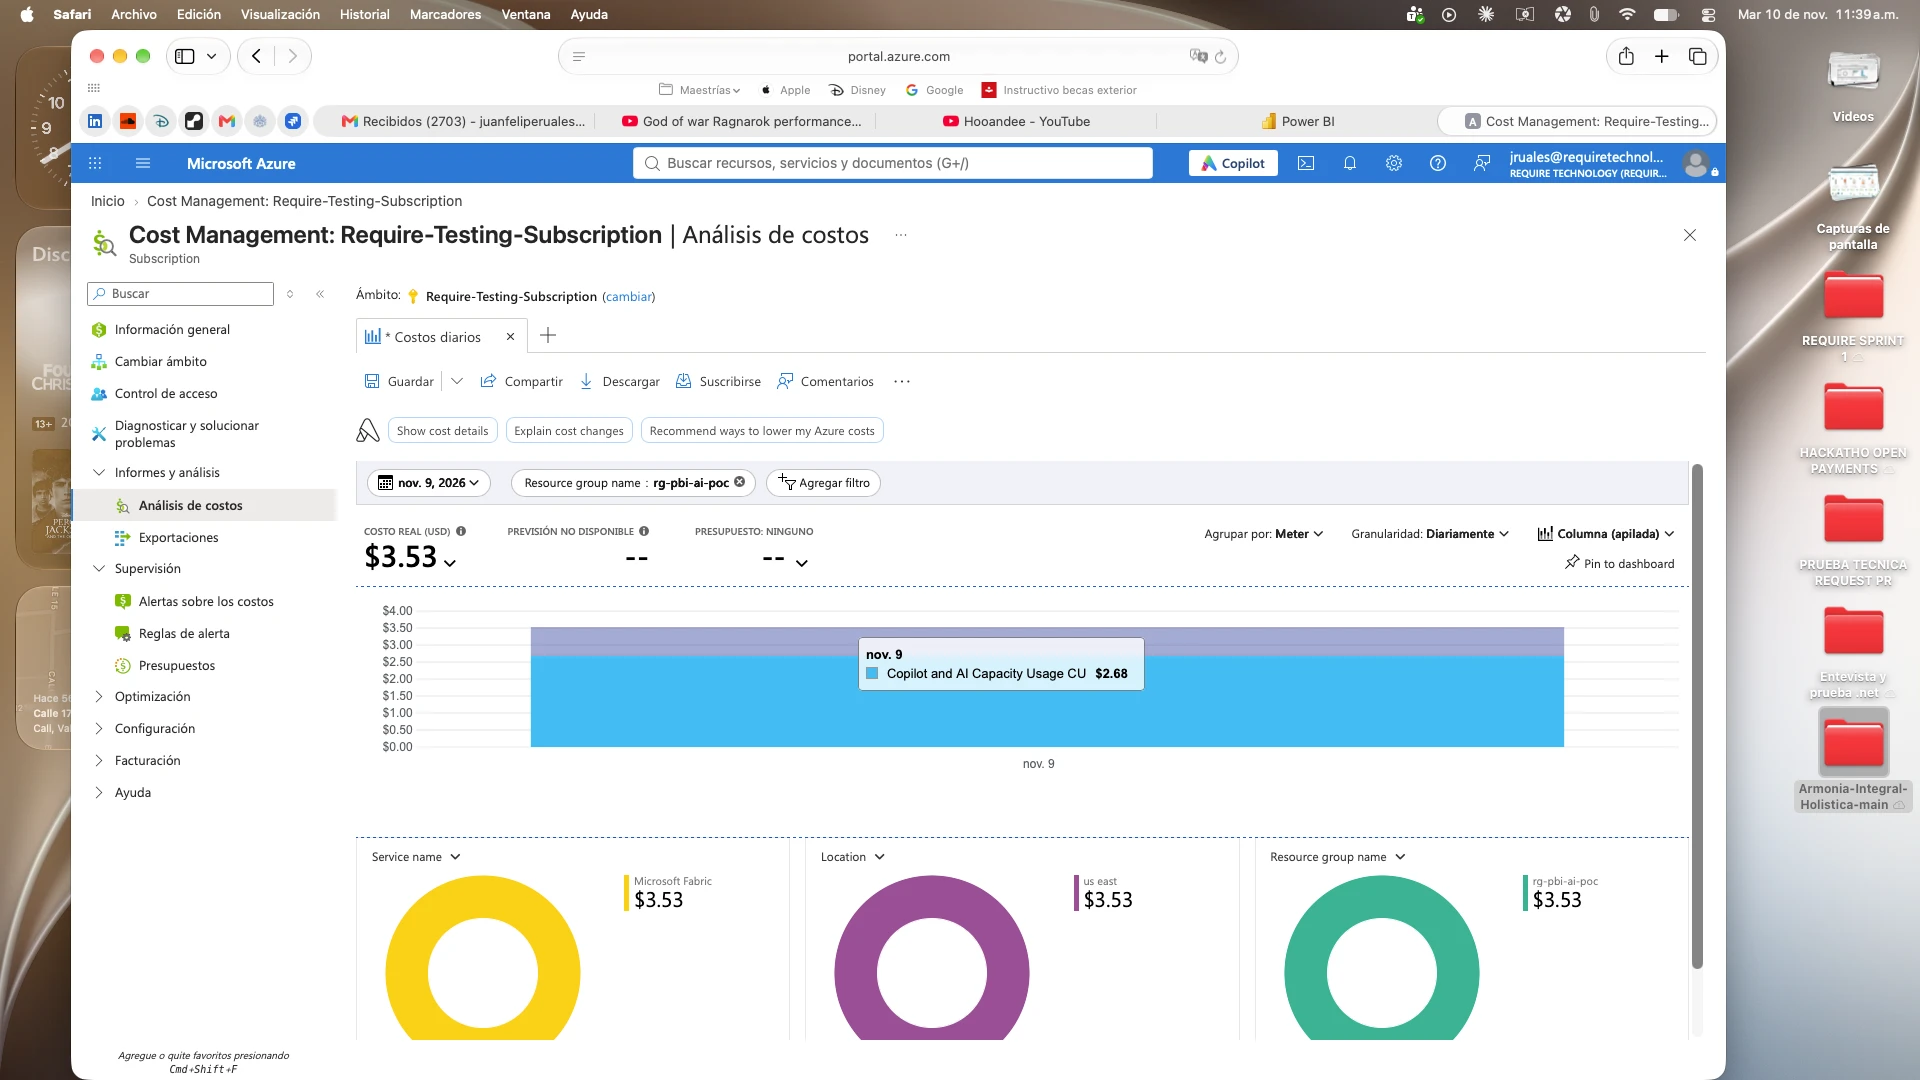 Safari Archivo Edición Visualización Historial Marcadores Ventana Ayuda
Mar 10 de nov. 11:39 a.m.
portal.azure.com
Maestrías Apple Disney Google Instructivo becas exterior
Recibidos (2703) - juanfeliperuales...
God of war Ragnarok performance...
Hooandee - YouTube
Power BI
Cost Management: Require-Testing...
Microsoft Azure
Buscar recursos, servicios y documentos (G+/)
Copilot
jruales@requiretechnol...
REQUIRE TECHNOLOGY (REQUIR...
Inicio › Cost Management: Require-Testing-Subscription
Cost Management: Require-Testing-Subscription | Análisis de costos ...
Subscription
Buscar
Información general
Cambiar ámbito
Control de acceso
Diagnosticar y solucionar
problemas
Informes y análisis
Análisis de costos
Exportaciones
Supervisión
Alertas sobre los costos
Reglas de alerta
Presupuestos
Optimización
Configuración
Facturación
Ayuda
Agregue o quite favoritos presionando
Cmd+Shift+F
Ámbito: Require-Testing-Subscription (cambiar)
* Costos diarios
Guardar Compartir Descargar Suscribirse Comentarios ...
Show cost details
Explain cost changes
Recommend ways to lower my Azure costs
nov. 9, 2026
Resource group name : rg-pbi-ai-poc
Agregar filtro
COSTO REAL (USD)
$3.53
PREVISIÓN NO DISPONIBLE
--
PRESUPUESTO: NINGUNO
--
Agrupar por: Meter
Granularidad: Diariamente
Columna (apilada)
Pin to dashboard
$4.00
$3.50
$3.00
$2.50
$2.00
$1.50
$1.00
$0.50
$0.00
nov. 9
Copilot and AI Capacity Usage CU $2.68
nov. 9
Service name
Microsoft Fabric
$3.53
Location
us east
$3.53
Resource group name
rg-pbi-ai-poc
$3.53
Videos
Capturas de
pantalla
REQUIRE SPRINT
1
HACKATHO OPEN
PAYMENTS
PRUEBA TECNICA
REQUEST PR
Entevista y
prueba .net
Armonia-Integral-
Holistica-main
10
9
8
Disc
13+
Calle 17